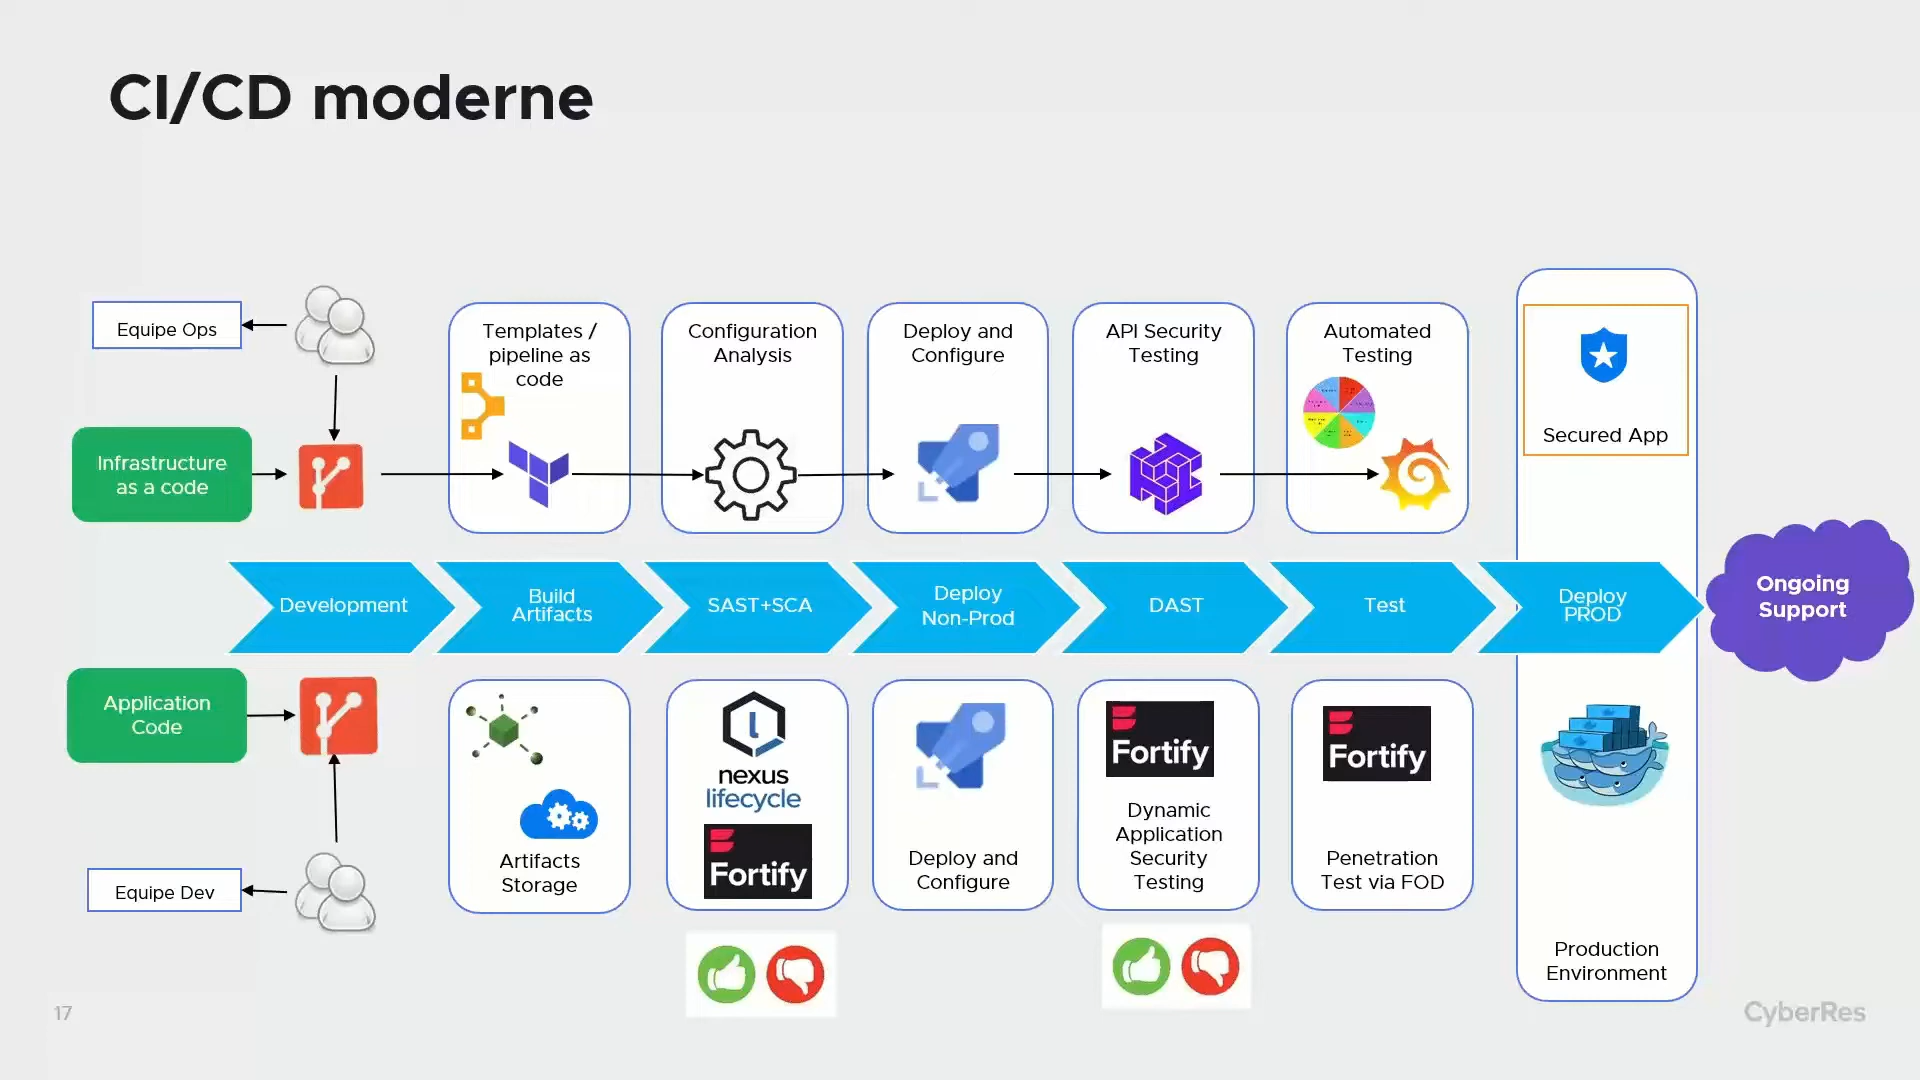 CI/CD moderne
Equipe Ops
Infrastructure
as a code
Templates /
pipeline as
code
Configuration
Analysis
Deploy and
Configure
API Security
Testing
Automated
Testing
Secured App
Development
Build
Artifacts
SAST+SCA
Deploy
Non-Prod
DAST
Test
Deploy
PROD
Ongoing
Support
Application
Code
Equipe Dev
Artifacts
Storage
nexus
lifecycle
Fortify
Deploy and
Configure
Fortify
Dynamic
Application
Security
Testing
Fortify
Penetration
Test via FOD
Production
Environment
17
CyberRes